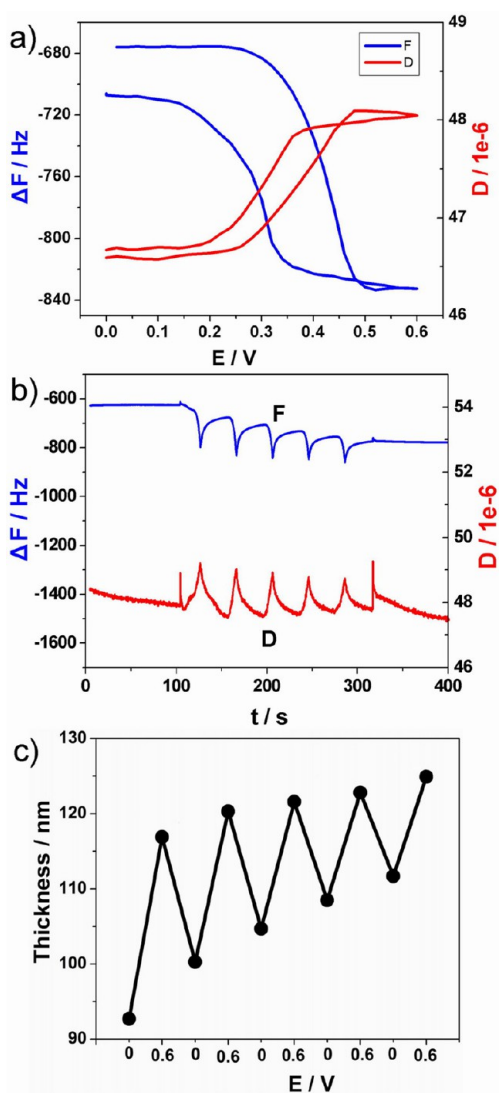 a)
F
D
-680
-720
-760
-800
-840
ΔF / Hz
49
48
47
46
D / 1e-6
0.0 0.1 0.2 0.3 0.4 0.5 0.6
E / V
b)
F
D
-600
-800
-1000
-1200
-1400
-1600
ΔF / Hz
54
52
50
48
46
D / 1e-6
0 100 200 300 400
t / s
c)
130
120
110
100
90
Thickness / nm
0 0.6 0 0.6 0 0.6 0 0.6 0 0.6
E / V